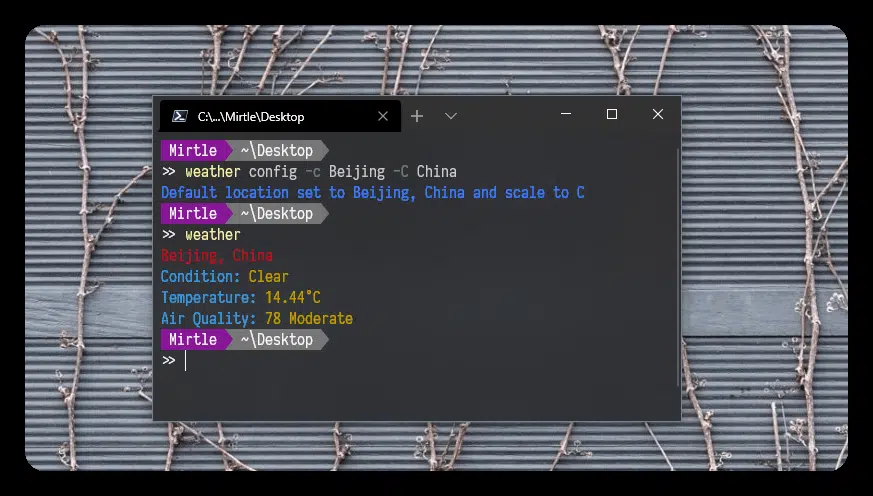 C:\...\Mirtle\Desktop
Mirtle ~\Desktop
>> weather config -c Beijing -C China
Default location set to Beijing, China and scale to C
Mirtle ~\Desktop
>> weather
Beijing, China
Condition: Clear
Temperature: 14.44°C
Air Quality: 78 Moderate
Mirtle ~\Desktop
>>